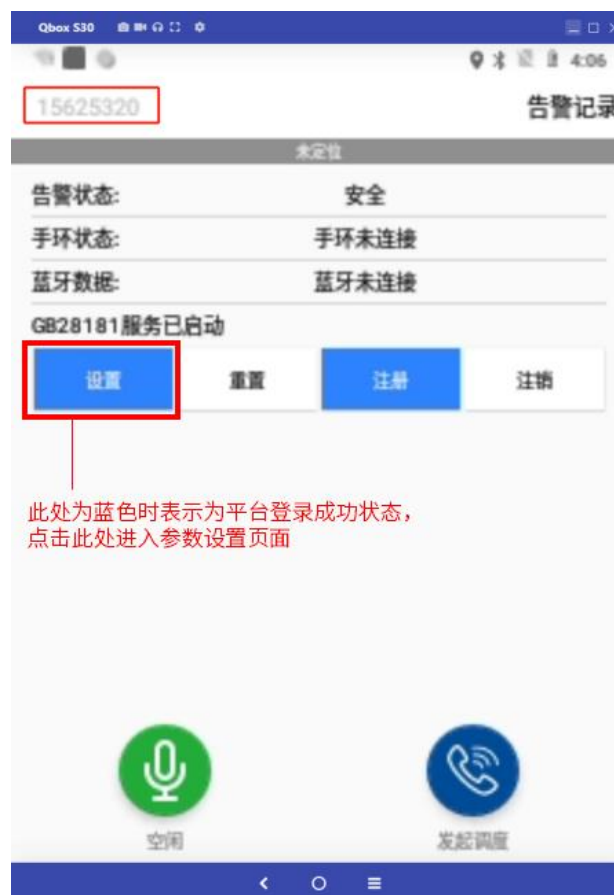 Qbox S30
4:06
15625320
告警记录
未定位
告警状态: 安全
手环状态: 手环未连接
蓝牙数据: 蓝牙未连接
GB28181服务已启动
设置 重置 注册 注销
此处为蓝色时表示为平台登录成功状态，
点击此处进入参数设置页面
空闲 发起调度